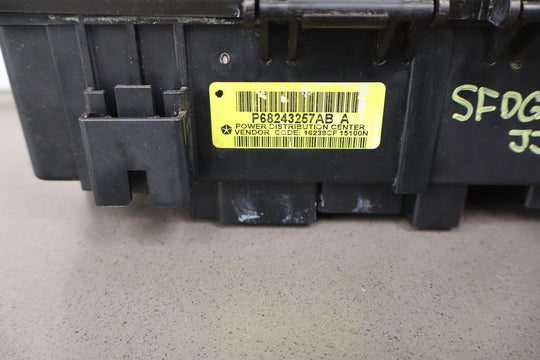 P68243257AB A
POWER DISTRIBUTION CENTER
VENDOR CODE: 16238CF 15100N
SFDG
JJ